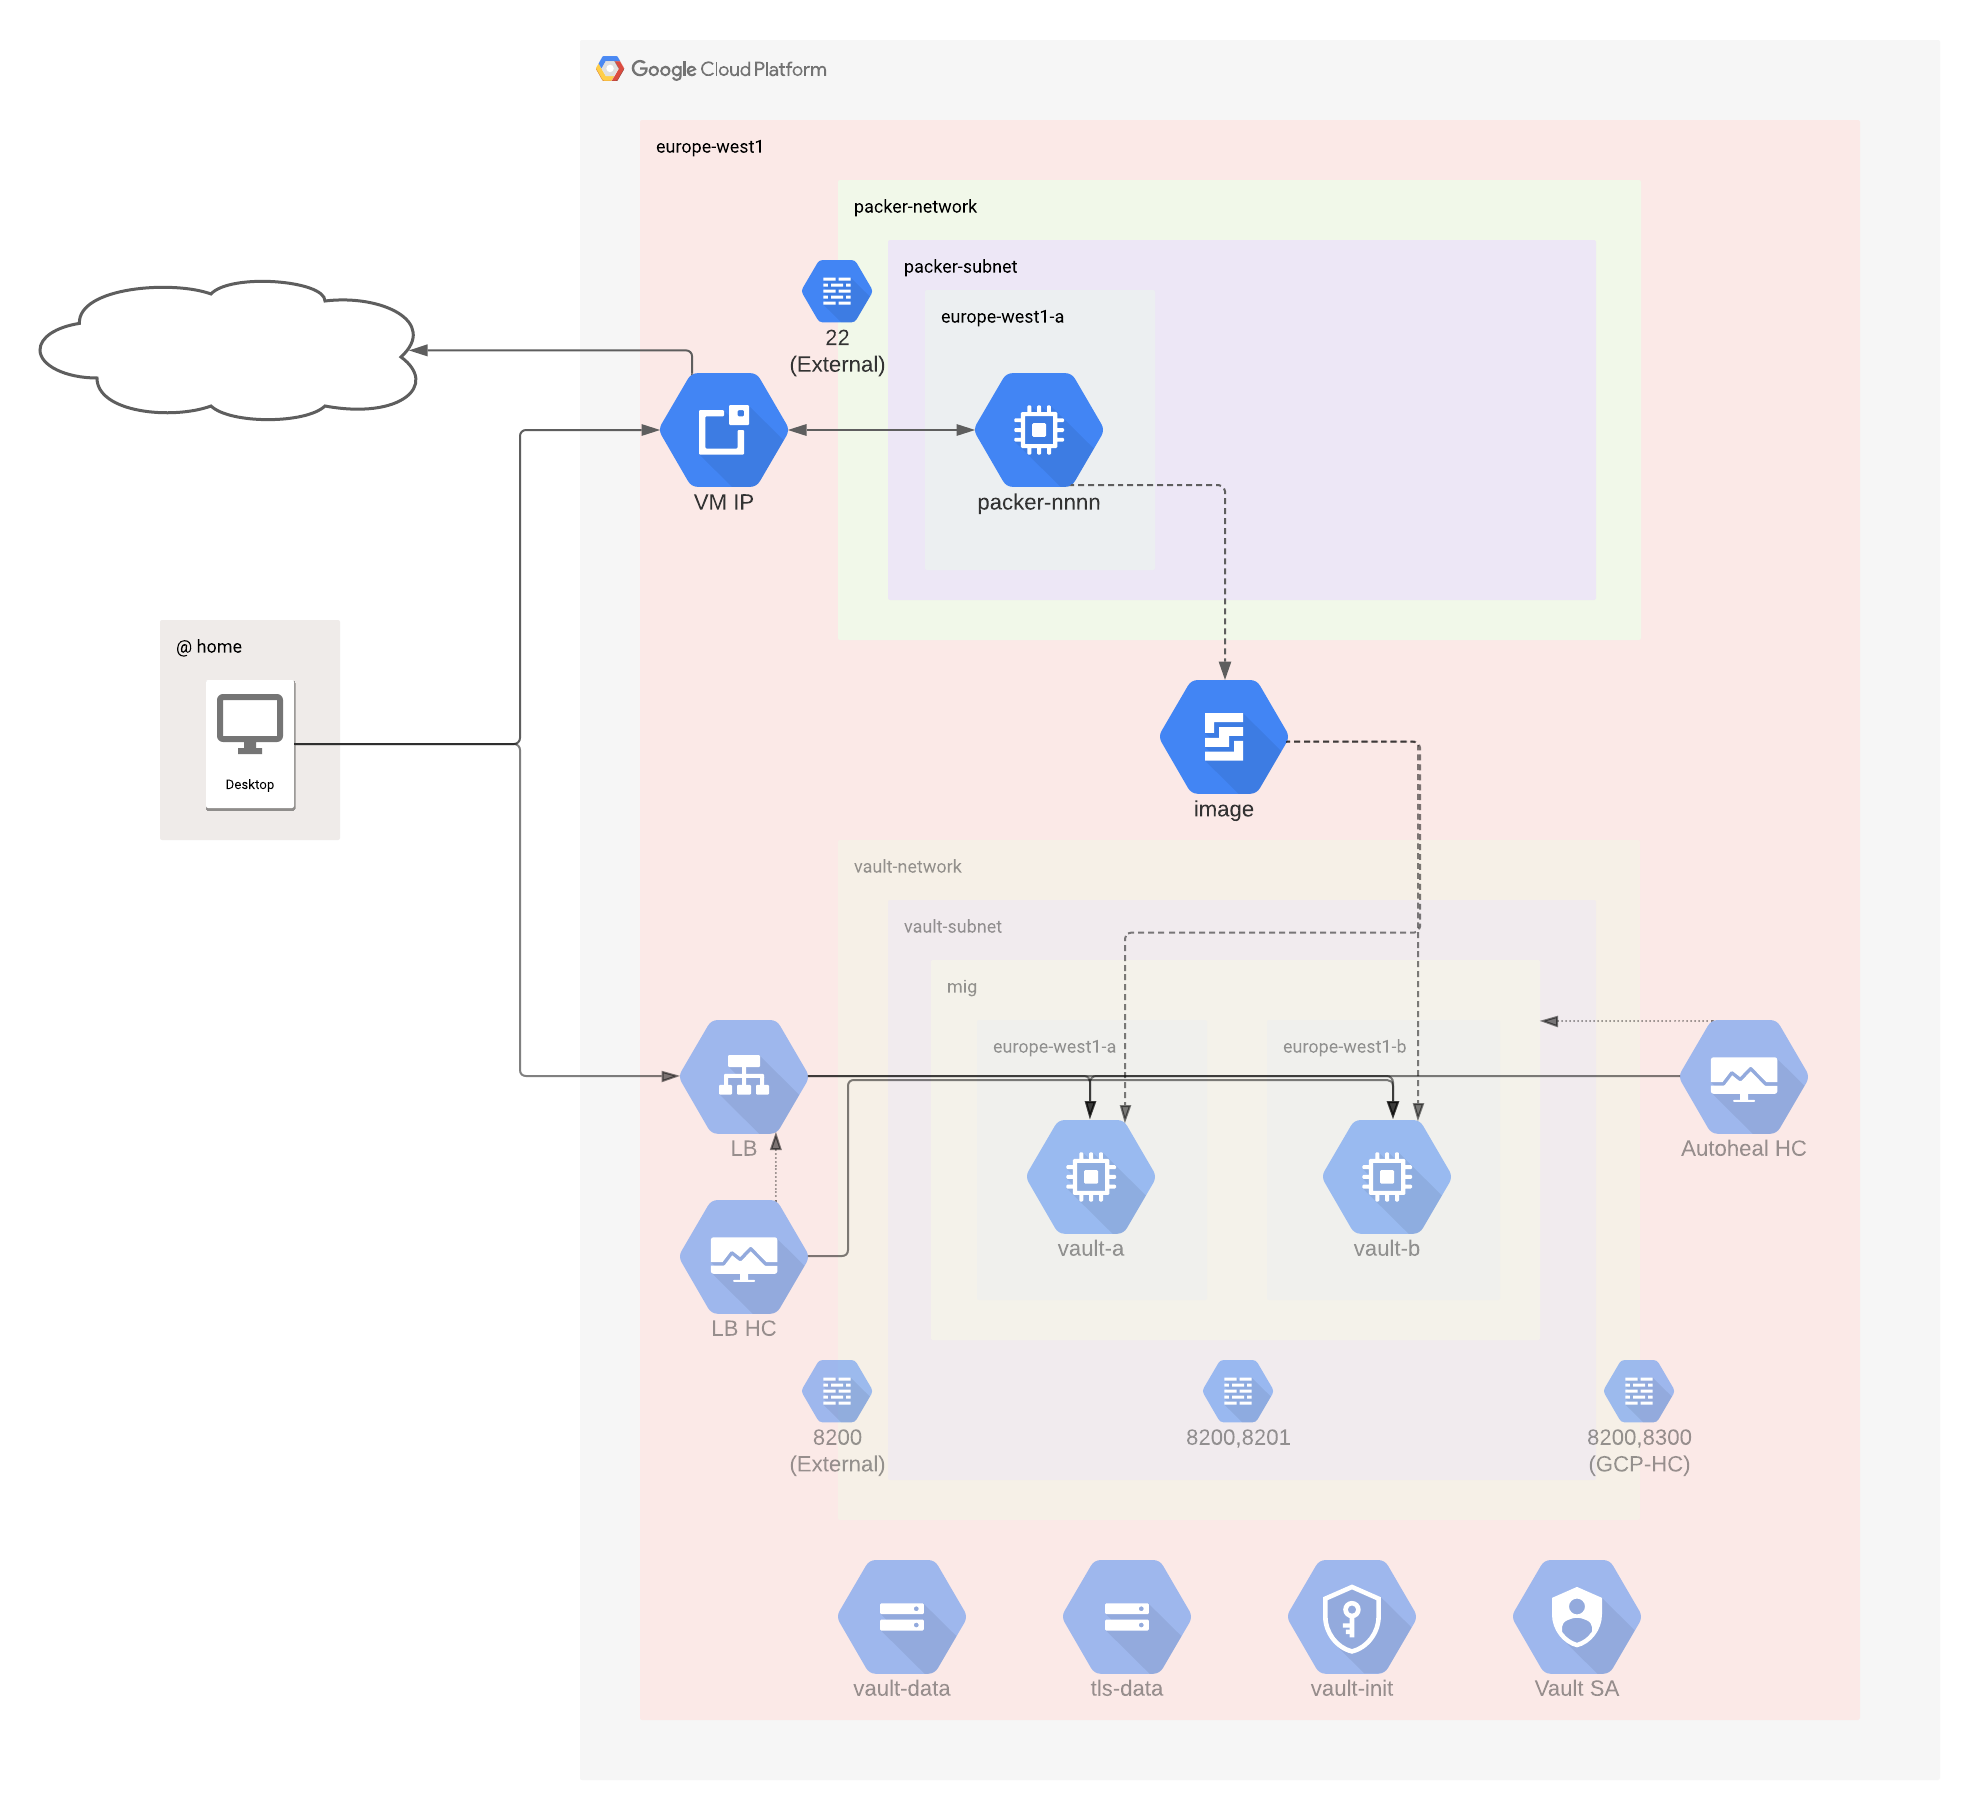 Google Cloud Platform
europe-west1
packer-network
packer-subnet
europe-west1-a
22
(External)
VM IP
packer-nnnn
@ home
Desktop
image
vault-network
vault-subnet
mig
europe-west1-a
europe-west1-b
LB
Autoheal HC
vault-a
vault-b
LB HC
8200
(External)
8200,8201
8200,8300
(GCP-HC)
vault-data
tls-data
vault-init
Vault SA